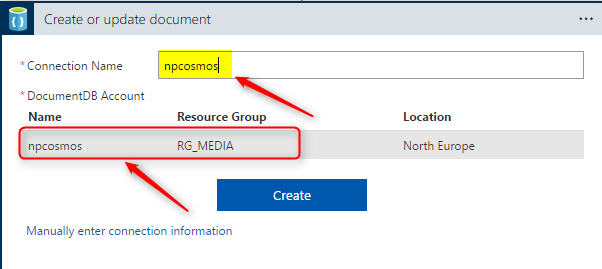 Create or update document
* Connection Name npcosmos
* DocumentDB Account
Name Resource Group Location
npcosmos RG_MEDIA North Europe
Create
Manually enter connection information